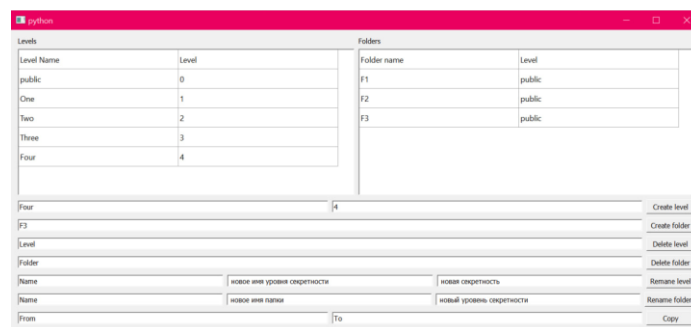 python
Levels Folders
Level Name Level Folder name Level
public 0 F1 public
One 1 F2 public
Two 2 F3 public
Three 3
Four 4
Four 4 Create level
F3 Create folder
Level Delete level
Folder Delete folder
Name новое имя уровня секретности новая секретность Remane level
Name новое имя папки новый уровень секретности Rename folder
From To Copy